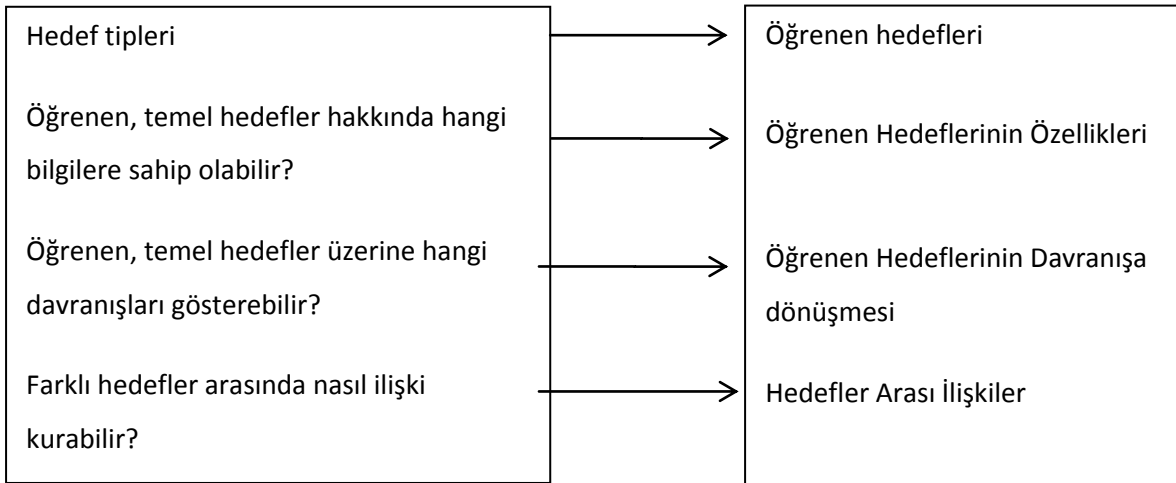 Hedef tipleri
Öğrenen, temel hedefler hakkında hangi
bilgilere sahip olabilir?
Öğrenen, temel hedefler üzerine hangi
davranışları gösterebilir?
Farklı hedefler arasında nasıl ilişki
kurabilir?
Öğrenen hedefleri
Öğrenen Hedeflerinin Özellikleri
Öğrenen Hedeflerinin Davranışa
dönüşmesi
Hedefler Arası İlişkiler